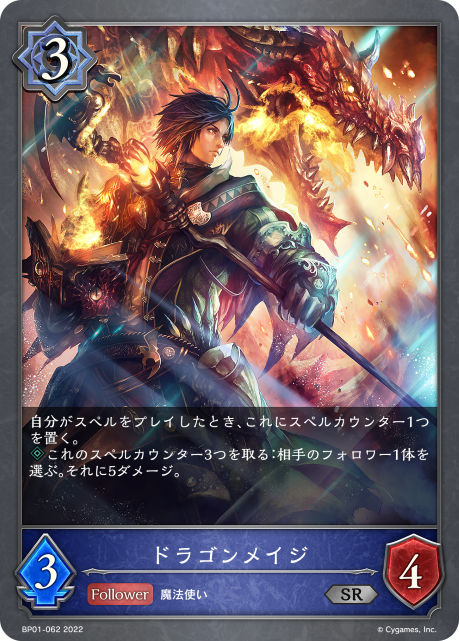 3
自分がスペルをプレイしたとき、これにスペルカウンター1つ
を置く。
これのスペルカウンター3つを取る：相手のフォロワー1体を
選ぶ。それに5ダメージ。
ドラゴンメイジ
3
Follower 魔法使い SR
4
BP01-062 2022 © Cygames, Inc.